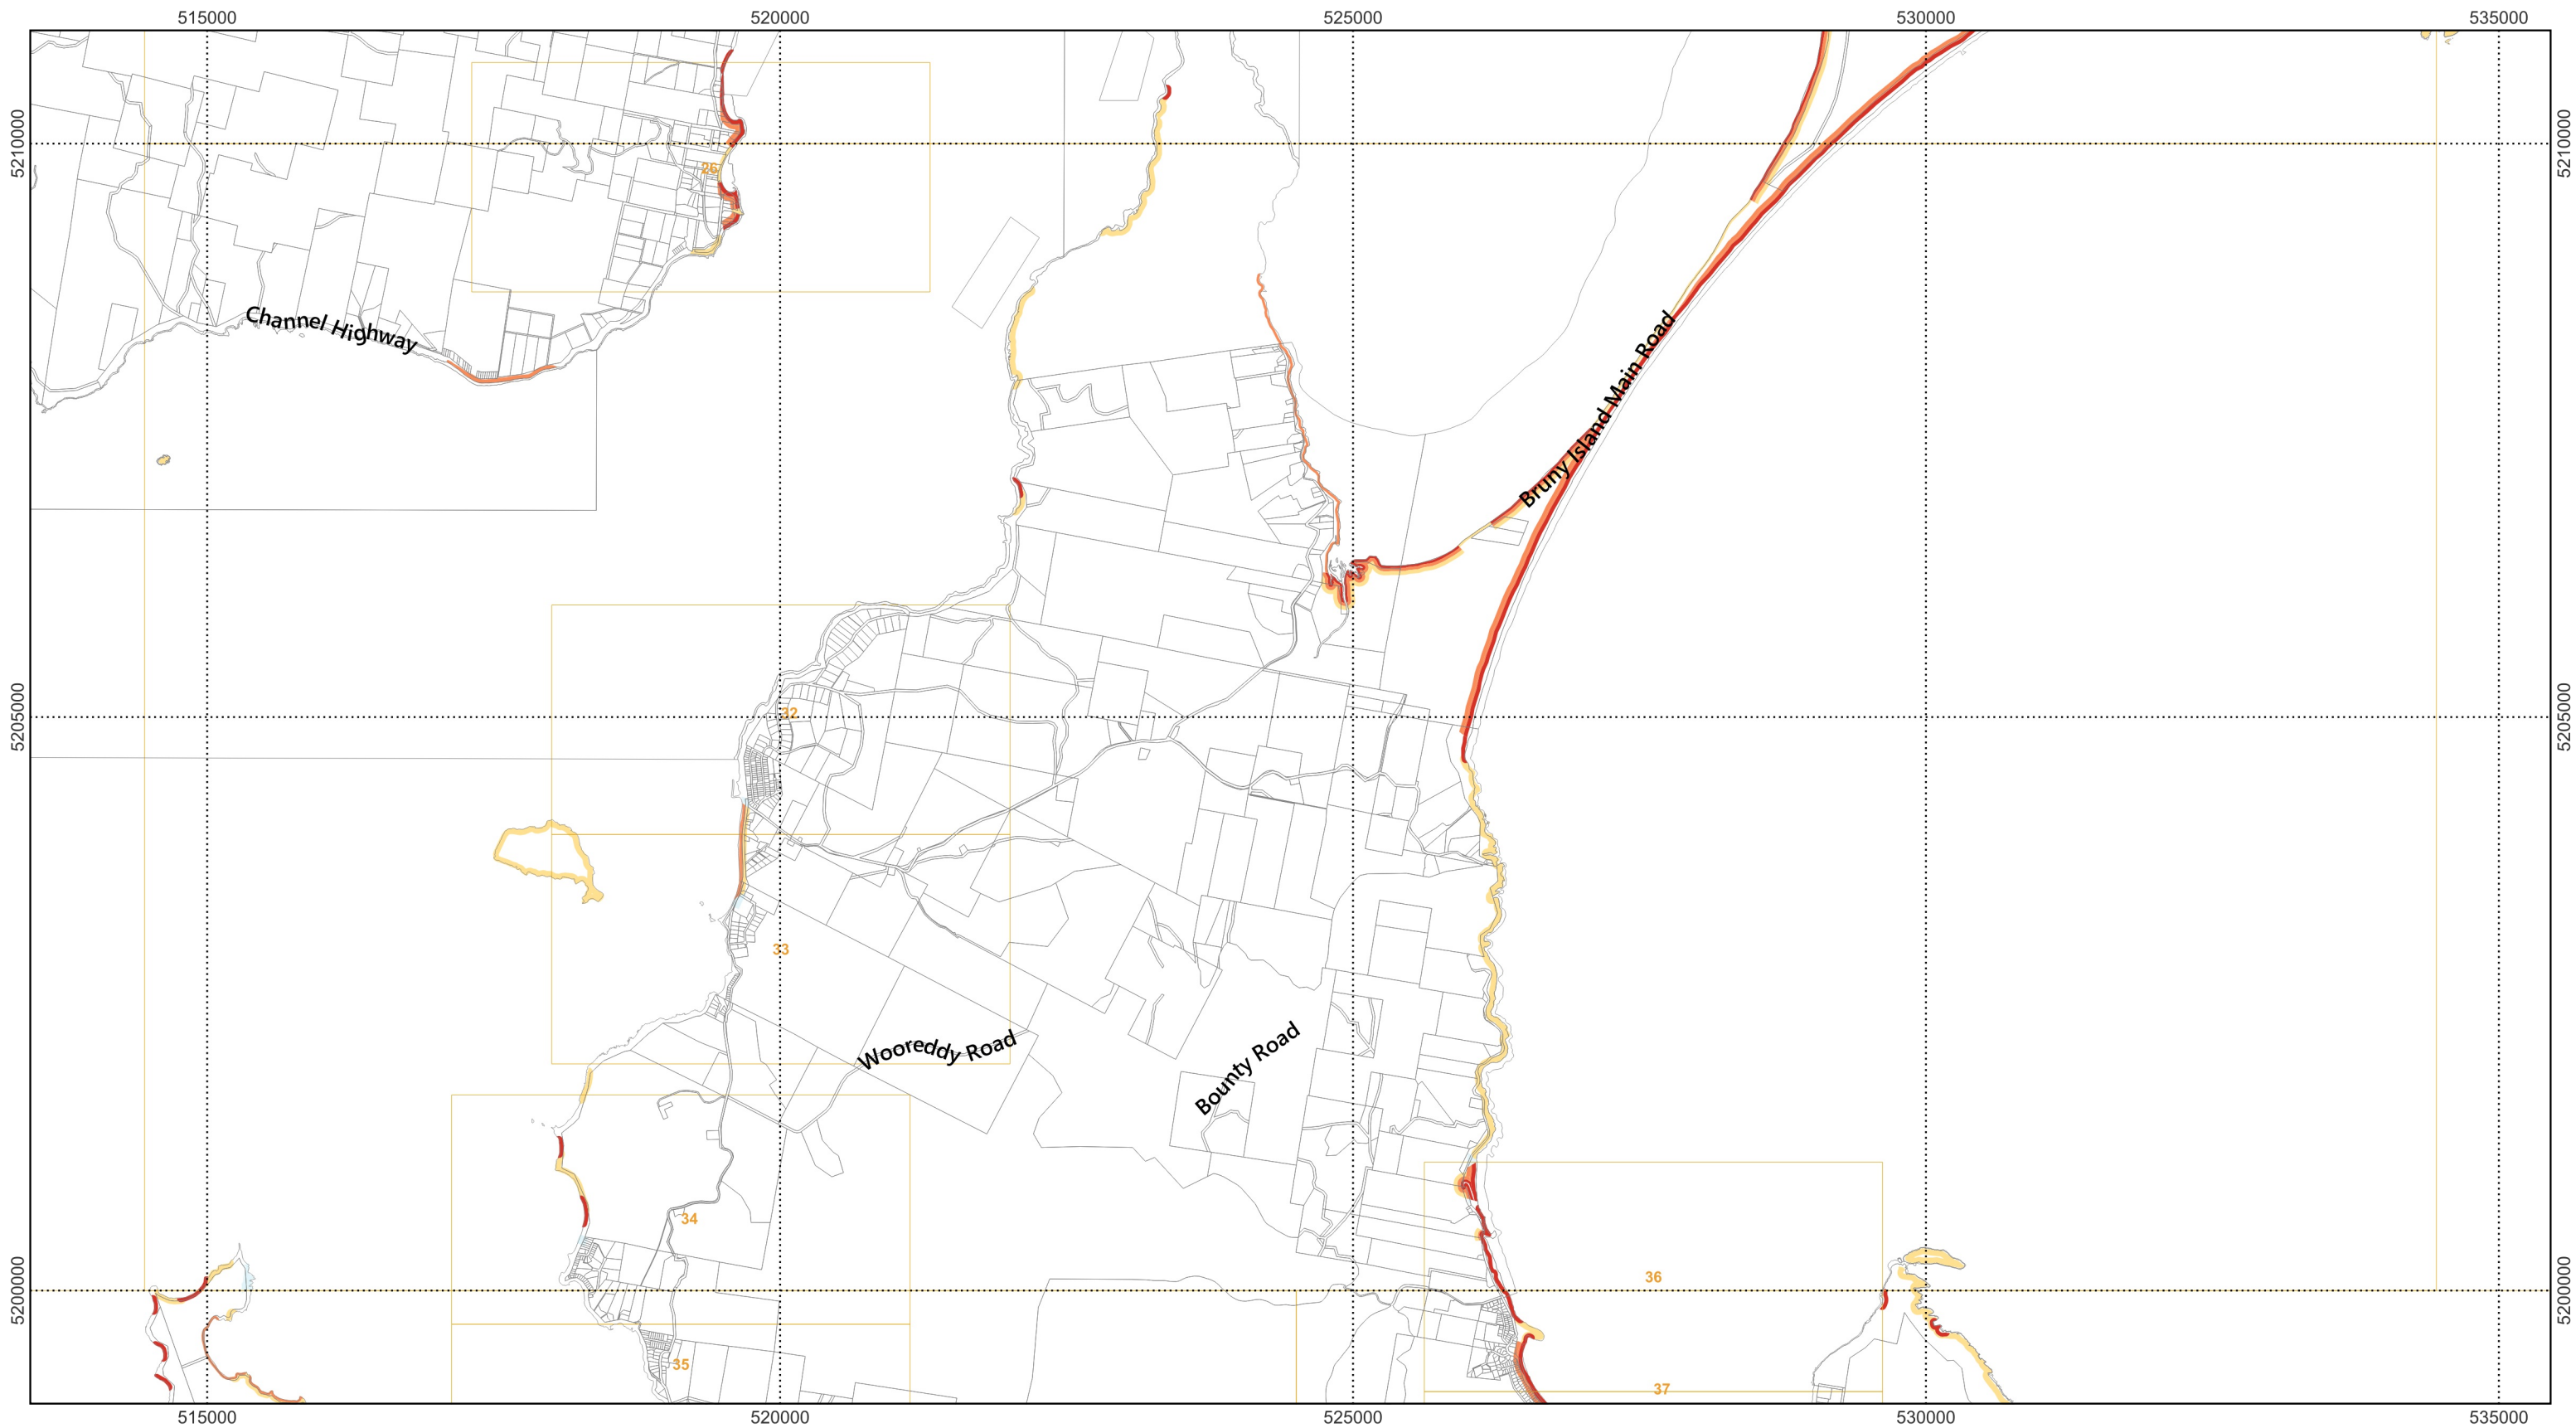 515000 520000 525000 530000 535000
5210000 5210000
26
Channel Highway
Bruny Island Main Road
32
5205000 5205000
33
Wooreddy Road
Bounty Road
34
36
5200000 5200000
35
37
515000 520000 525000 530000 535000